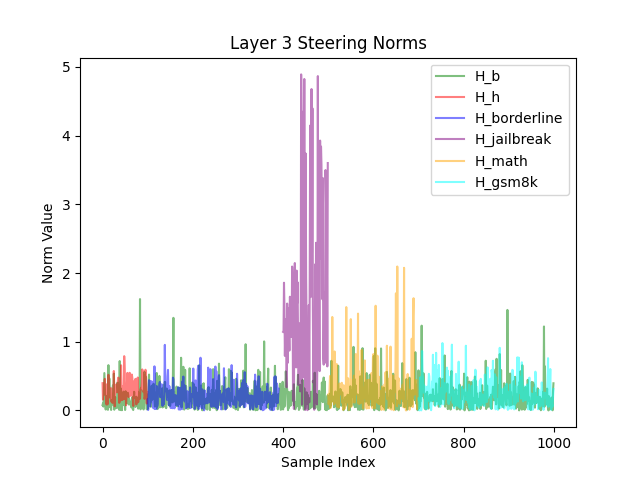 Layer 3 Steering Norms
H_b
H_h
H_borderline
H_jailbreak
H_math
H_gsm8k
Norm Value
5
4
3
2
1
0
0 200 400 600 800 1000
Sample Index